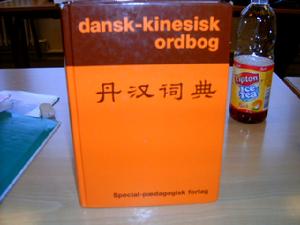 dansk-kinesisk
ordbog
丹汉词典
Special-pædagogisk forlag
Lipton
ICE
TEA